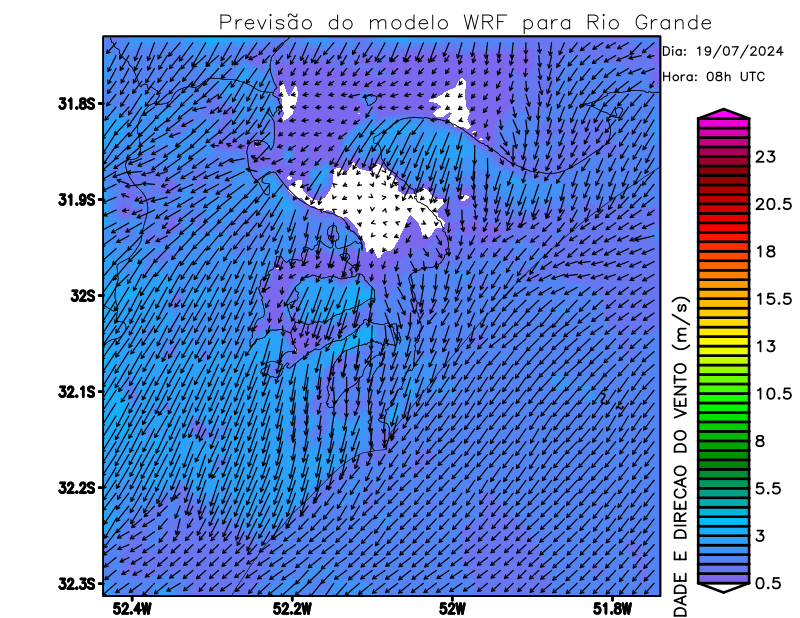 Previsão do modelo WRF para Rio Grande
Dia: 19/07/2024
Hora: 08h UTC
31.8S
31.9S
32S
32.1S
32.2S
32.3S
52.4W
52.2W
52W
51.8W
23
20.5
18
15.5
13
10.5
8
5.5
3
0.5
DADE E DIRECAO DO VENTO (m/s)